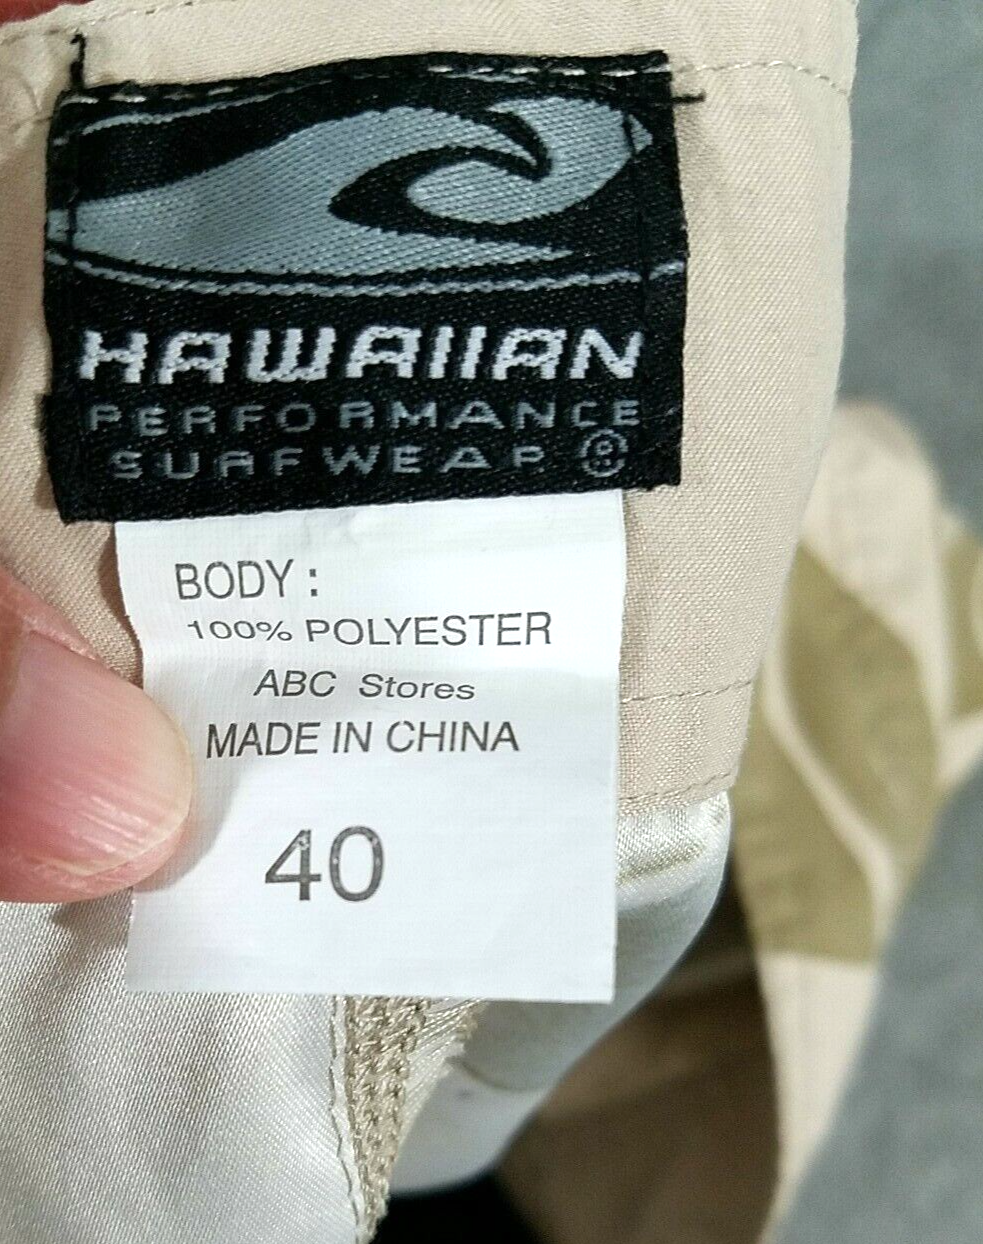 HAWAIIAN
PERFORMANCE
SURFWEAR ®
BODY :
100% POLYESTER
ABC Stores
MADE IN CHINA
40